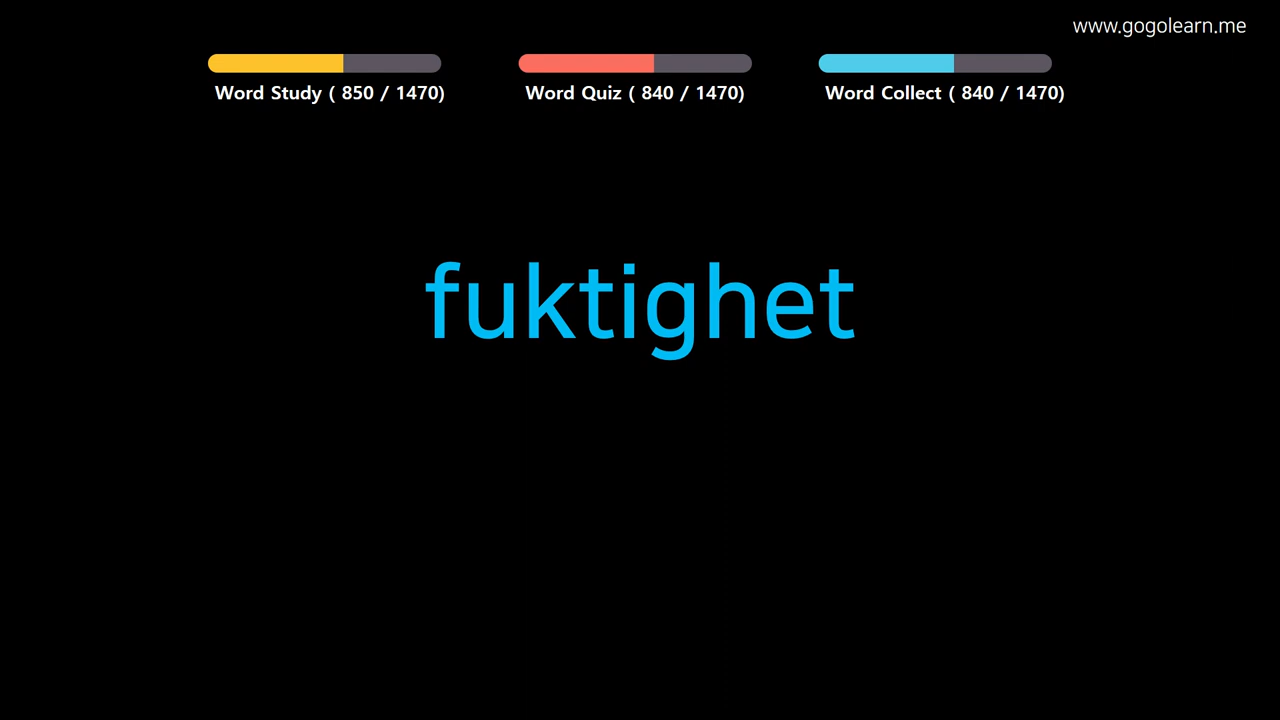 www.gogolearn.me
Word Study ( 850 / 1470)
Word Quiz ( 840 / 1470)
Word Collect ( 840 / 1470)
fuktighet